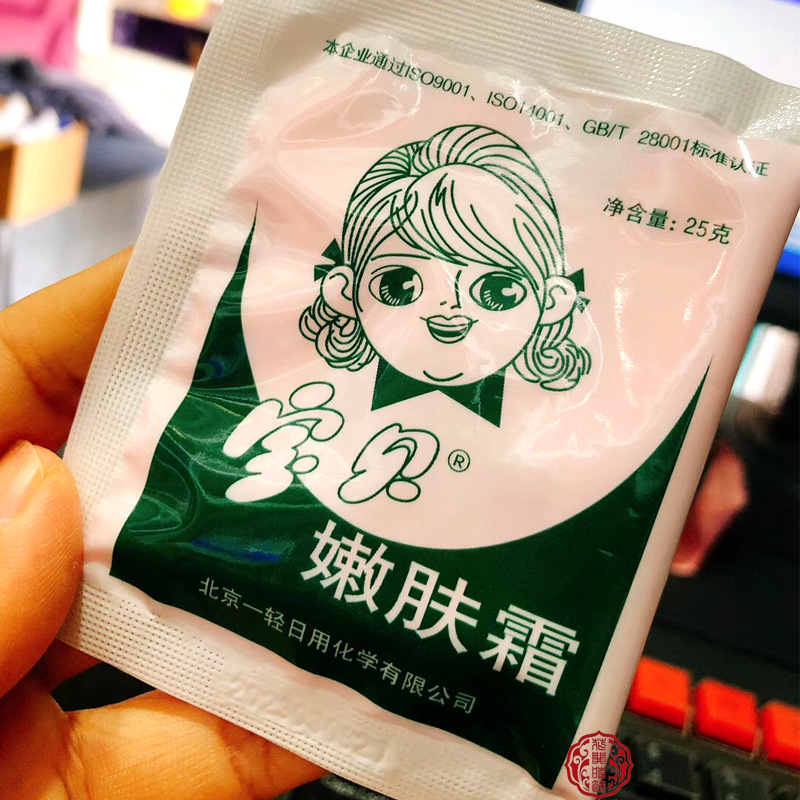 本企业通过ISO9001、ISO14001、GB/T 28001标准认证
净含量：25克
宝贝®
嫩肤霜
北京一轻日用化学有限公司